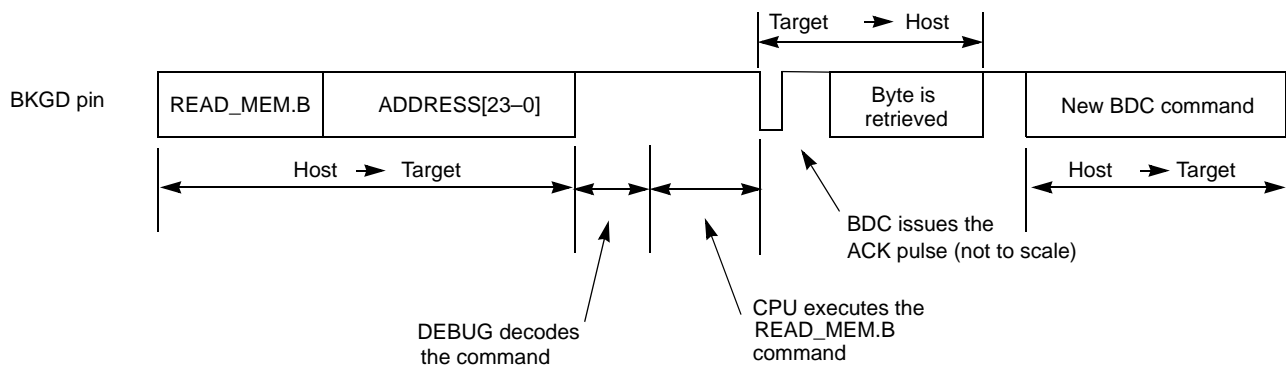 Target → Host
BKGD pin
READ_MEM.B
ADDRESS[23–0]
Byte is
retrieved
New BDC command
Host → Target
Host → Target
BDC issues the
ACK pulse (not to scale)
DEBUG decodes
the command
CPU executes the
READ_MEM.B
command